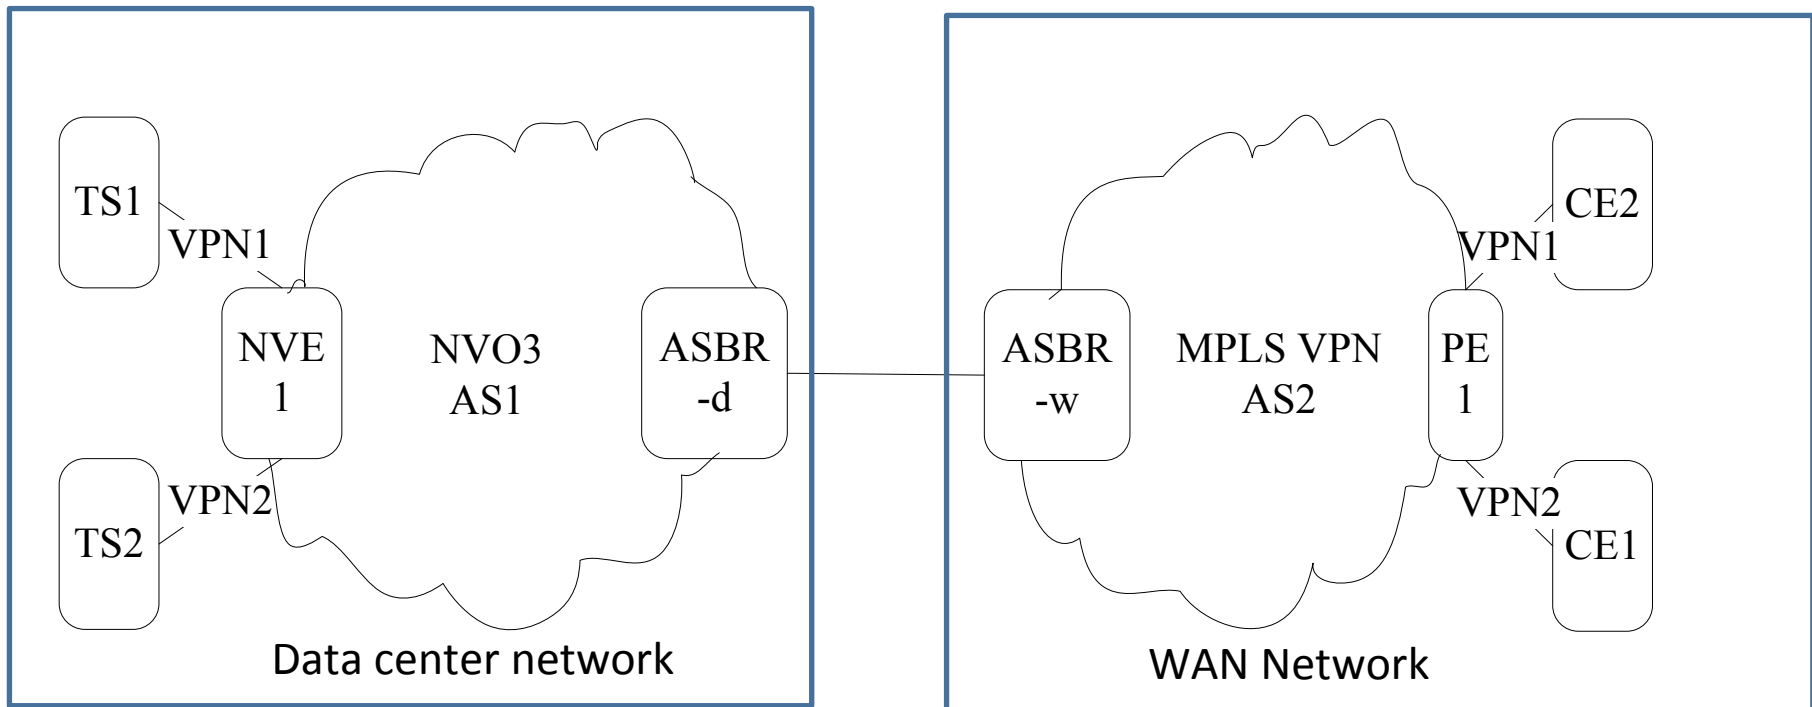 TS1
VPN1
NVE
1
NVO3
AS1
ASBR
-d
TS2
VPN2
Data center network
ASBR
-w
MPLS VPN
AS2
PE
1
CE2
VPN1
VPN2
CE1
WAN Network